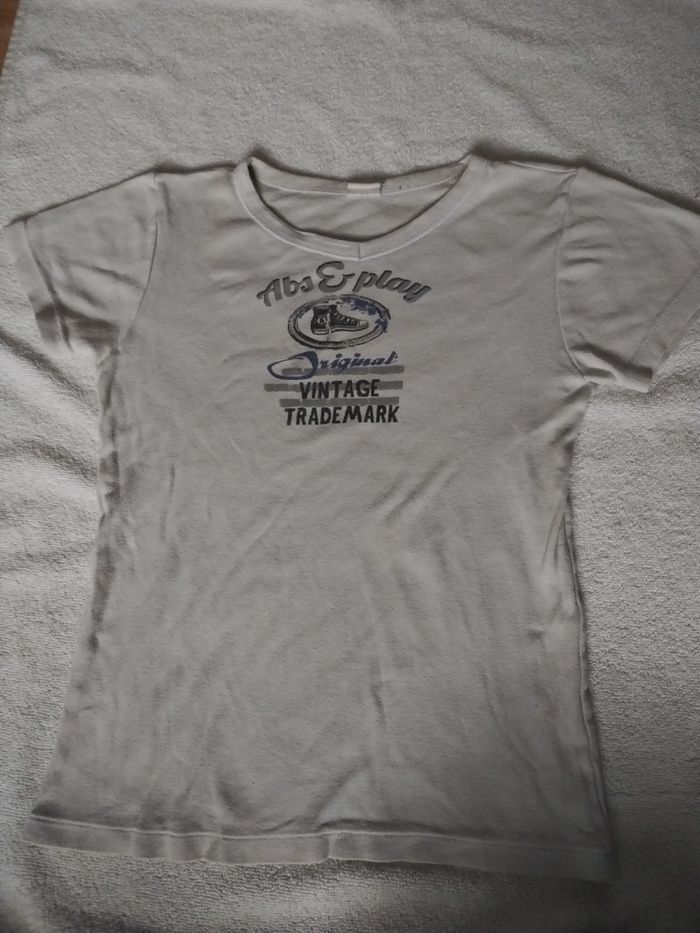 Abs & play
Original
VINTAGE
TRADEMARK